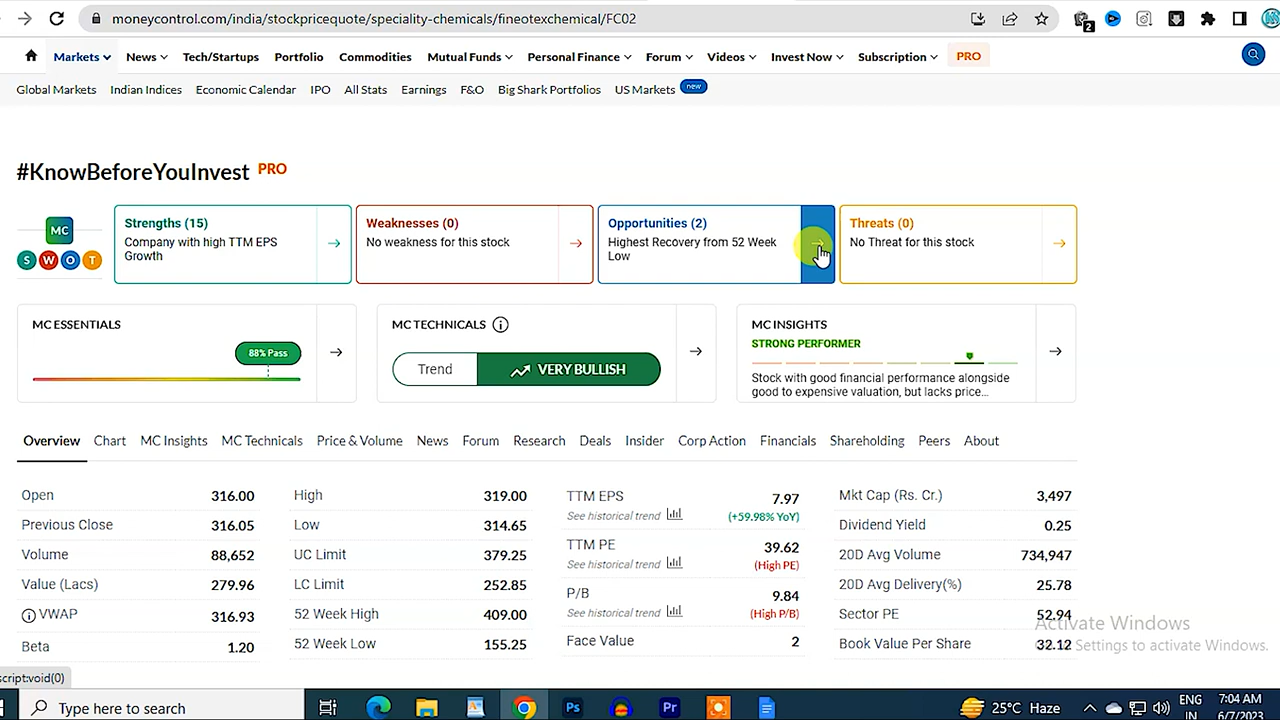 moneycontrol.com/india/stockpricequote/speciality-chemicals/fineotexchemical/FC02
2
Markets News Tech/Startups Portfolio Commodities Mutual Funds Personal Finance Forum Videos Invest Now Subscription PRO
Global Markets Indian Indices Economic Calendar IPO All Stats Earnings F&O Big Shark Portfolios US Markets new
#KnowBeforeYouInvest PRO
MC
S W O T
Strengths (15)
Company with high TTM EPS
Growth
Weaknesses (0)
No weakness for this stock
Opportunities (2)
Highest Recovery from 52 Week
Low
Threats (0)
No Threat for this stock
MC ESSENTIALS
88% Pass
MC TECHNICALS
Trend VERY BULLISH
MC INSIGHTS
STRONG PERFORMER
Stock with good financial performance alongside
good to expensive valuation, but lacks price...
Overview Chart MC Insights MC Technicals Price & Volume News Forum Research Deals Insider Corp Action Financials Shareholding Peers About
Open 316.00
Previous Close 316.05
Volume 88,652
Value (Lacs) 279.96
VWAP 316.93
Beta 1.20
High 319.00
Low 314.65
UC Limit 379.25
LC Limit 252.85
52 Week High 409.00
52 Week Low 155.25
TTM EPS 7.97
See historical trend (+59.98% YoY)
TTM PE 39.62
See historical trend (High PE)
P/B 9.84
See historical trend (High P/B)
Face Value 2
Mkt Cap (Rs. Cr.) 3,497
Dividend Yield 0.25
20D Avg Volume 734,947
20D Avg Delivery(%) 25.78
Sector PE 52.94
Book Value Per Share 32.12
Activate Windows
Settings to activate Windows.
script:void(0)
Type here to search
Ps
Pr
25°C Haze
ENG
IN
7:04 AM
6/7/2023